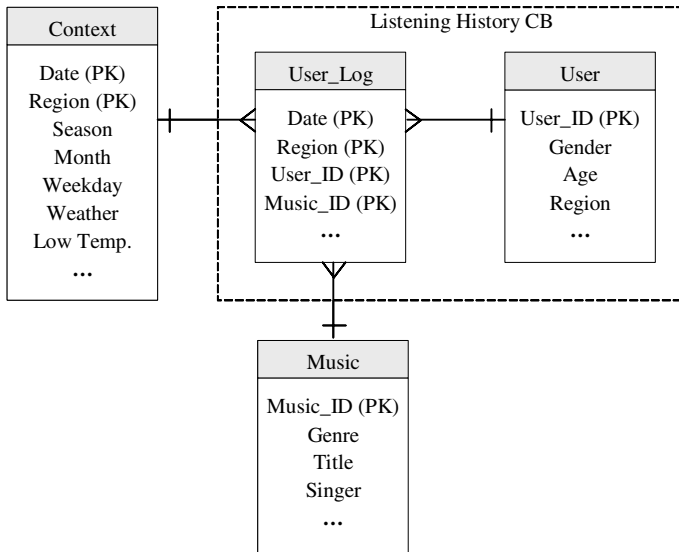 Listening History CB
Context
Date (PK)
Region (PK)
Season
Month
Weekday
Weather
Low Temp.
...
User_Log
Date (PK)
Region (PK)
User_ID (PK)
Music_ID (PK)
...
User
User_ID (PK)
Gender
Age
Region
...
Music
Music_ID (PK)
Genre
Title
Singer
...